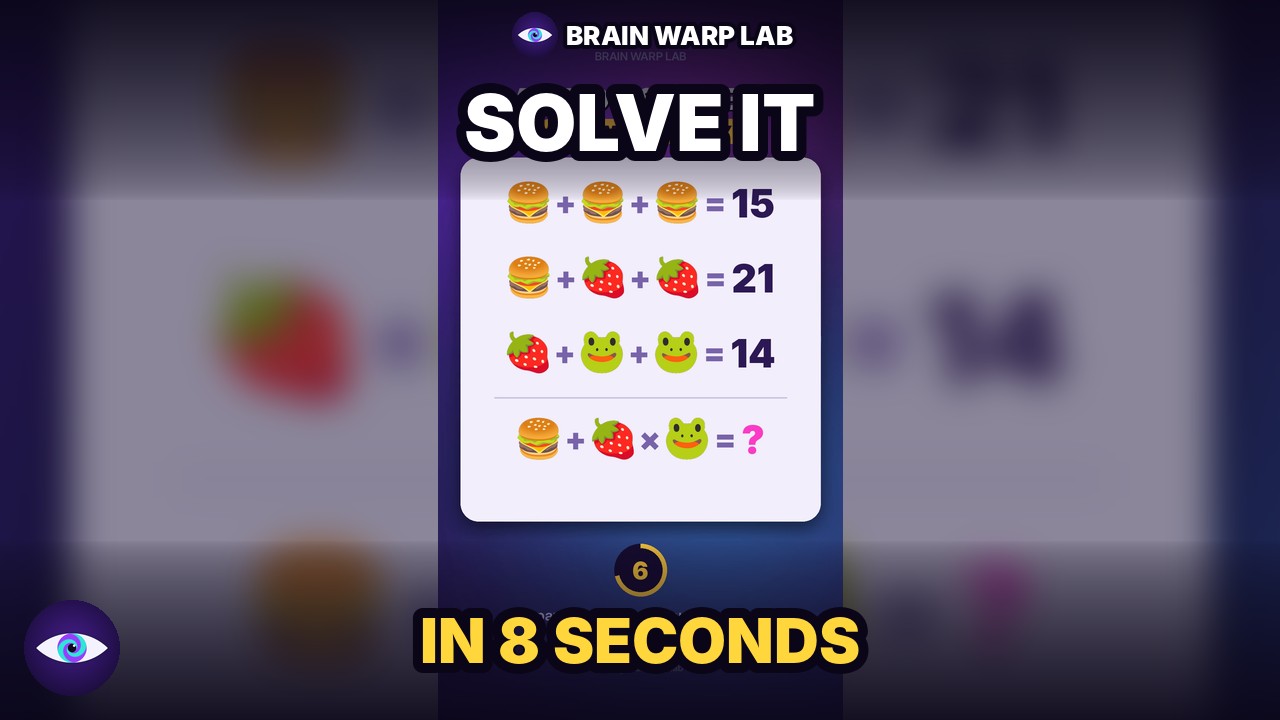 BRAIN WARP LAB
BRAIN WARP LAB
SOLVE IT
🍔 + 🍔 + 🍔 = 15
🍔 + 🍓 + 🍓 = 21
🍓 + 🐸 + 🐸 = 14
🍔 + 🍓 × 🐸 = ?
6
IN 8 SECONDS